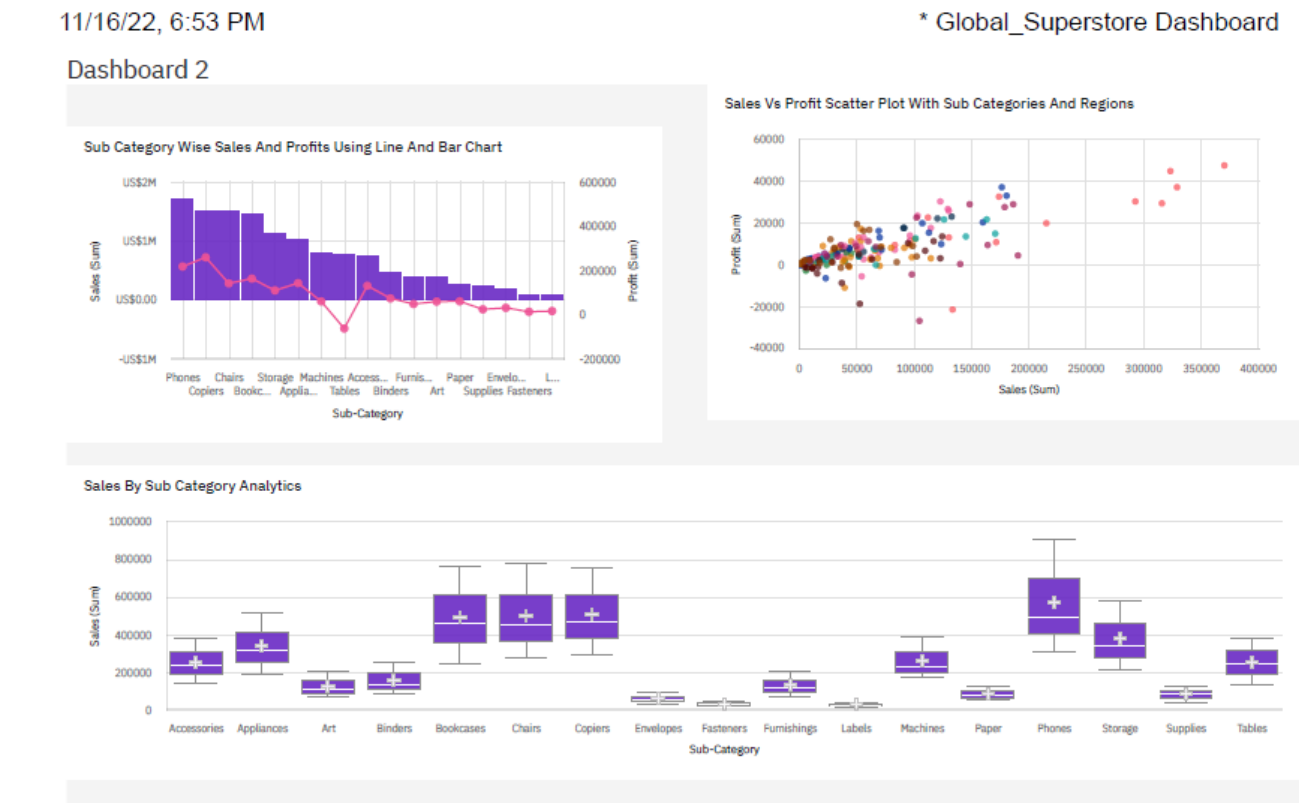 11/16/22, 6:53 PM
* Global_Superstore Dashboard
Dashboard 2
Sub Category Wise Sales And Profits Using Line And Bar Chart
US$2M
US$1M
US$0.00
-US$1M
Sales (Sum)
600000
400000
200000
0
-200000
Profit (Sum)
Phones Chairs Storage Machines Access... Furnis... Paper Envelo... L...
Copiers Bookc... Applia... Tables Binders Art Supplies Fasteners
Sub-Category
Sales Vs Profit Scatter Plot With Sub Categories And Regions
60000
40000
20000
0
-20000
-40000
Profit (Sum)
0 50000 100000 150000 200000 250000 300000 350000 400000
Sales (Sum)
Sales By Sub Category Analytics
1000000
800000
600000
400000
200000
0
Sales (Sum)
Accessories Appliances Art Binders Bookcases Chairs Copiers Envelopes Fasteners Furnishings Labels Machines Paper Phones Storage Supplies Tables
Sub-Category